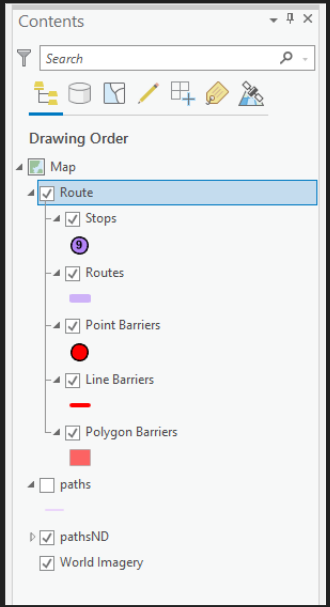 Contents
Search
Drawing Order
Map
Route
Stops
9
Routes
Point Barriers
Line Barriers
Polygon Barriers
paths
pathsND
World Imagery